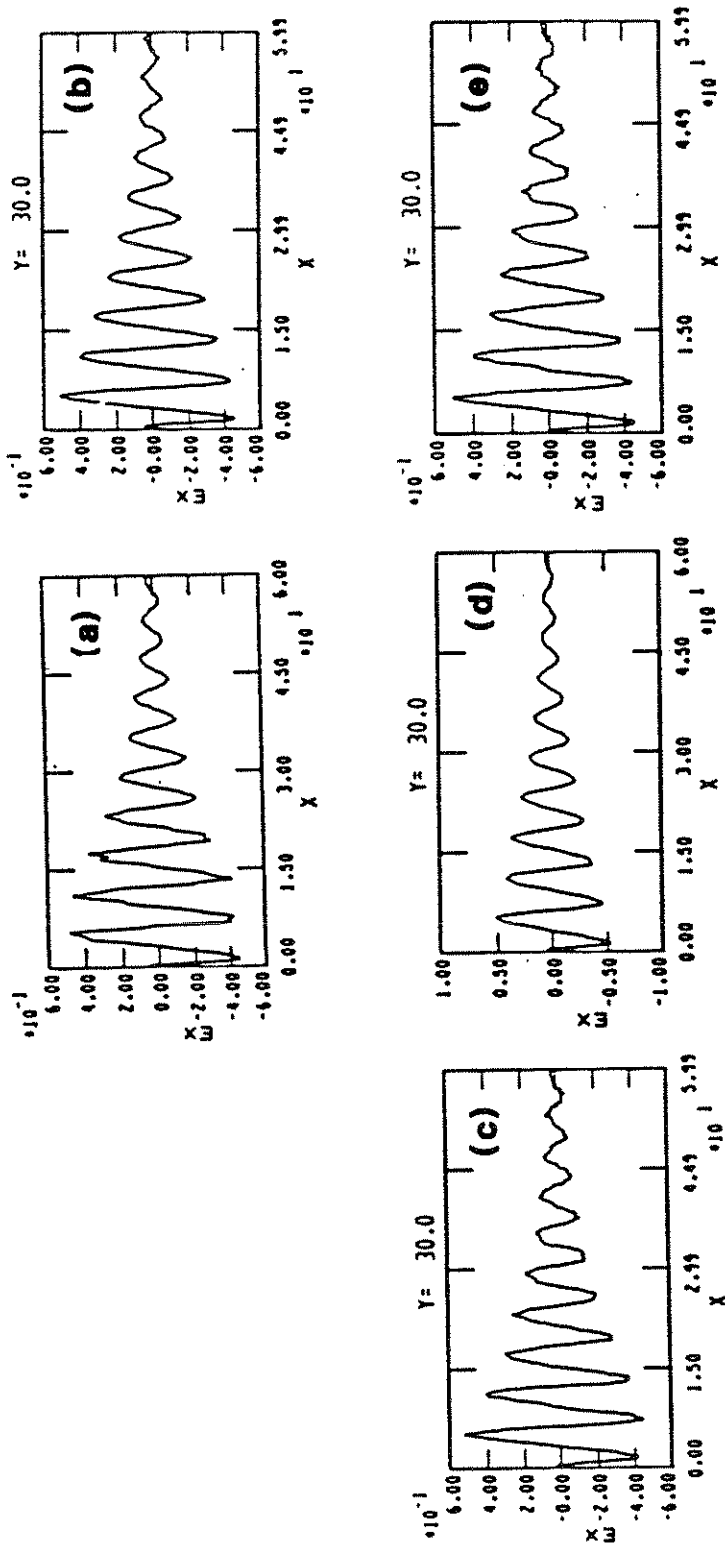 (a)
*10⁻¹
6.00
4.00
2.00
-0.00
-2.00
-4.00
-6.00
Ex
0.00 1.50 3.00 4.50 6.00
X *10 1
(b)
Y= 30.0
*10⁻¹
6.00
4.00
2.00
-0.00
-2.00
-4.00
-6.00
Ex
0.00 1.50 2.99 4.49 5.99
X *10 1
(c)
Y= 30.0
*10⁻¹
6.00
4.00
2.00
-0.00
-2.00
-4.00
-6.00
Ex
0.00 1.50 2.99 4.49 5.99
X *10 1
(d)
Y= 30.0
1.00
0.50
0.00
-0.50
-1.00
Ex
0.00 1.50 3.00 4.50 6.00
X *10 1
(e)
Y= 30.0
*10⁻¹
6.00
4.00
2.00
-0.00
-2.00
-4.00
-6.00
Ex
0.00 1.50 2.99 4.49 5.99
X *10 1